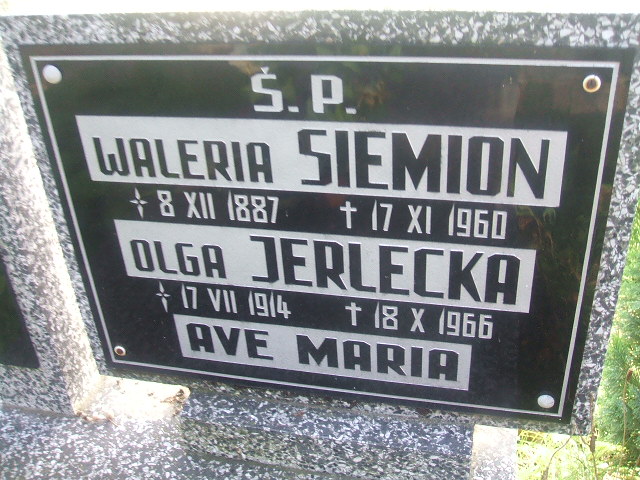 Ś.P.
WALERIA SIEMION
8 XII 1887 † 17 XI 1960
OLGA JERLECKA
17 VII 1914 † 18 X 1966
AVE MARIA